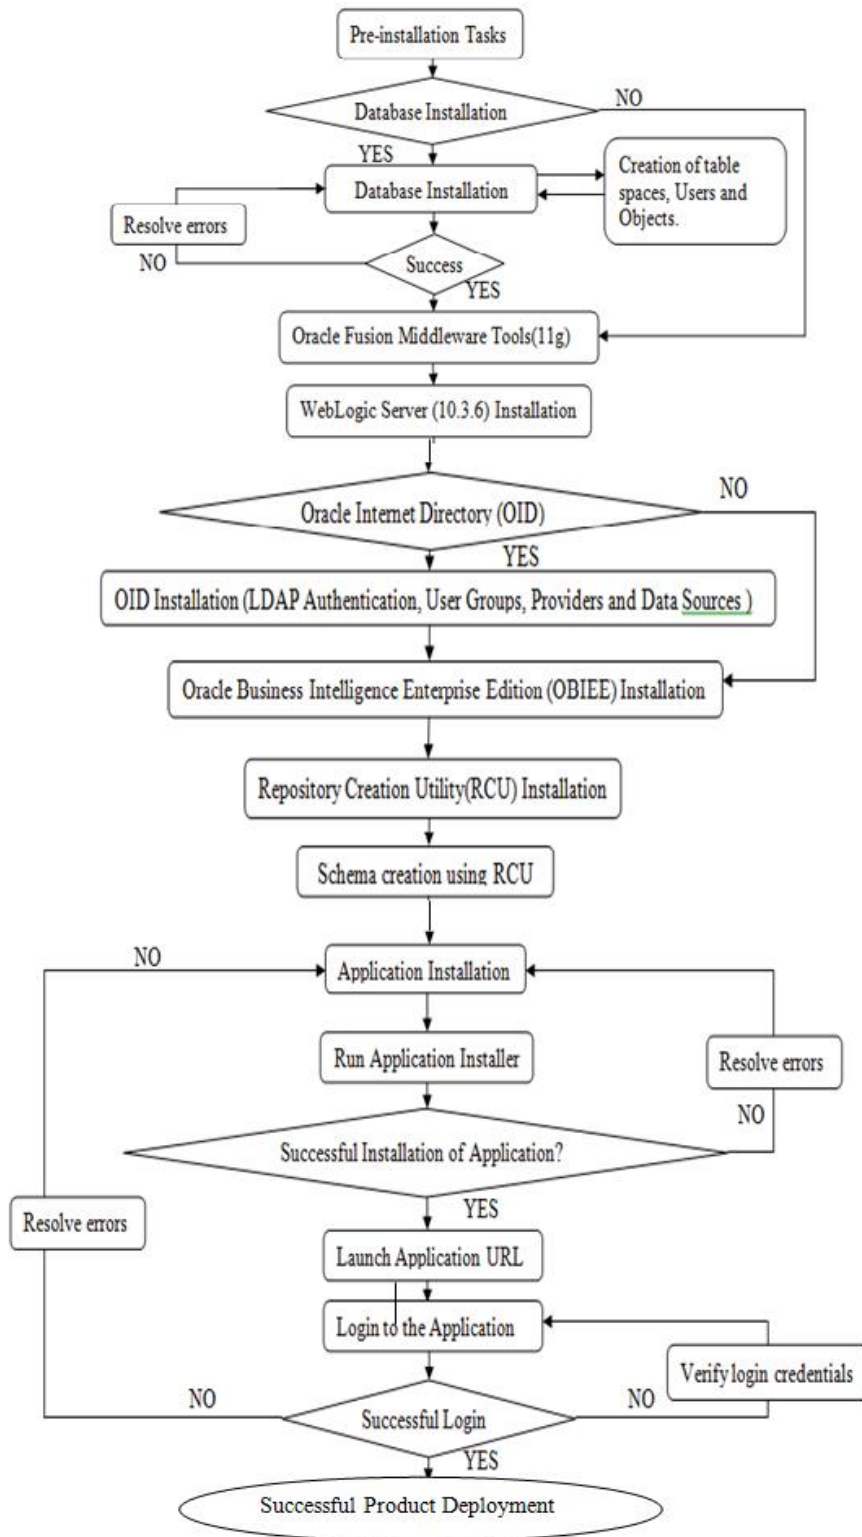 Pre-installation Tasks
Database Installation
NO
YES
Database Installation
Creation of table
spaces, Users and
Objects.
Resolve errors
NO
Success
YES
Oracle Fusion Middleware Tools(11g)
WebLogic Server (10.3.6) Installation
Oracle Internet Directory (OID)
NO
YES
OID Installation (LDAP Authentication, User Groups, Providers and Data Sources )
Oracle Business Intelligence Enterprise Edition (OBIEE) Installation
Repository Creation Utility(RCU) Installation
Schema creation using RCU
NO
Application Installation
Run Application Installer
Resolve errors
NO
Successful Installation of Application?
YES
Resolve errors
Launch Application URL
Login to the Application
Verify login credentials
NO
Successful Login
NO
YES
Successful Product Deployment